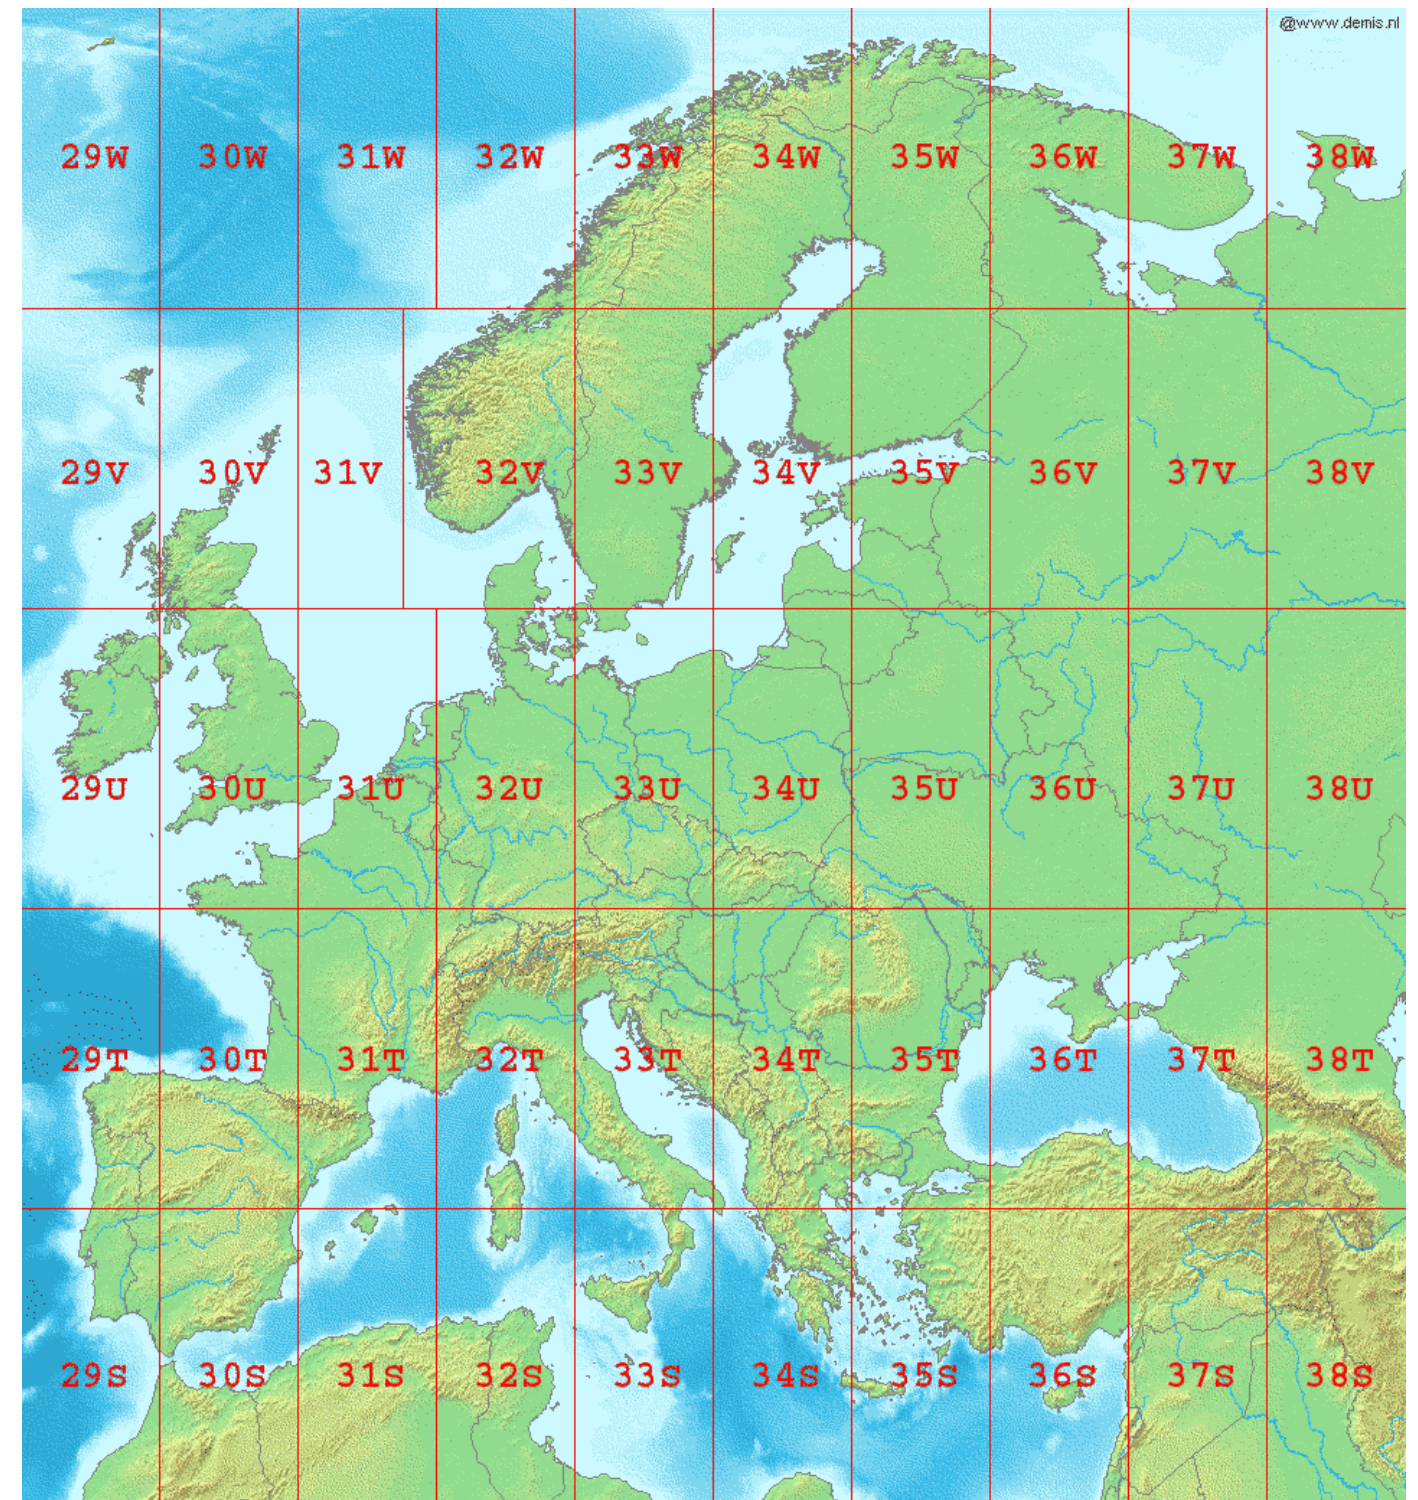 @www.demis.nl
29W 30W 31W 32W 33W 34W 35W 36W 37W 38W
29V 30V 31V 32V 33V 34V 35V 36V 37V 38V
29U 30U 31U 32U 33U 34U 35U 36U 37U 38U
29T 30T 31T 32T 33T 34T 35T 36T 37T 38T
29S 30S 31S 32S 33S 34S 35S 36S 37S 38S